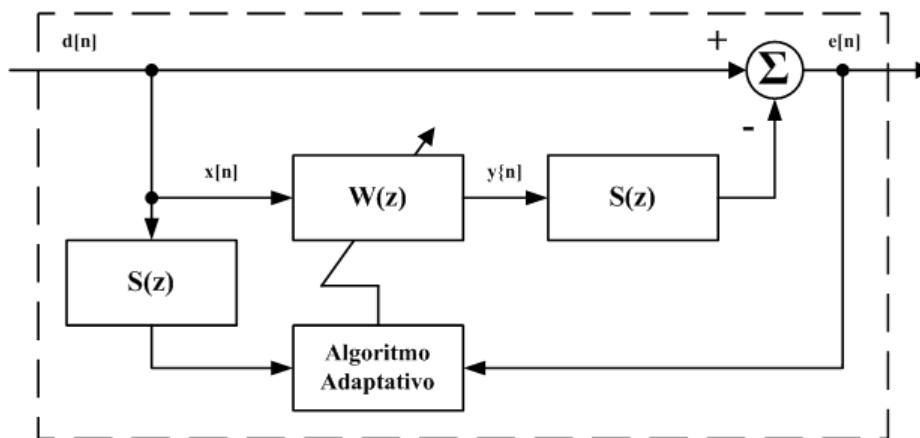 d[n]
+
e[n]
Σ
-
x[n]
W(z)
y{n]
S(z)
S(z)
Algoritmo
Adaptativo